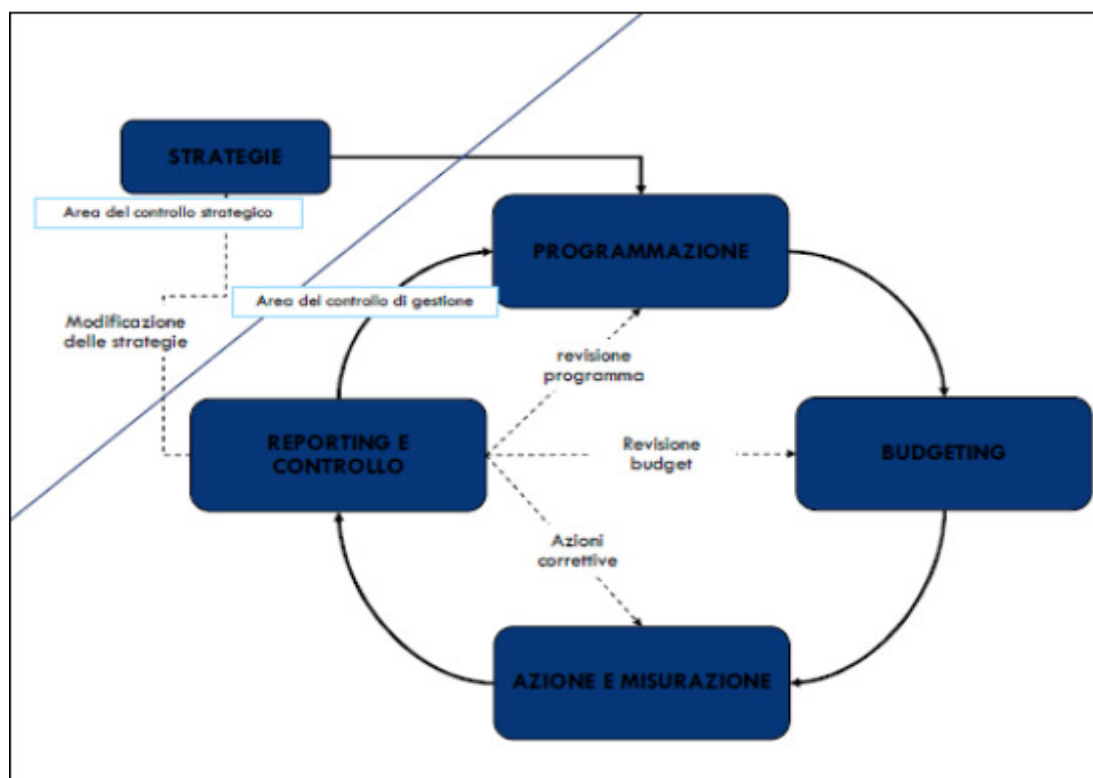 STRATEGIE
Area del controllo strategico
PROGRAMMAZIONE
Area del controllo di gestione
Modificazione
delle strategie
revisione
programma
REPORTING E
CONTROLLO
Revisione
budget
BUDGETING
Azioni
correttive
AZIONE E MISURAZIONE